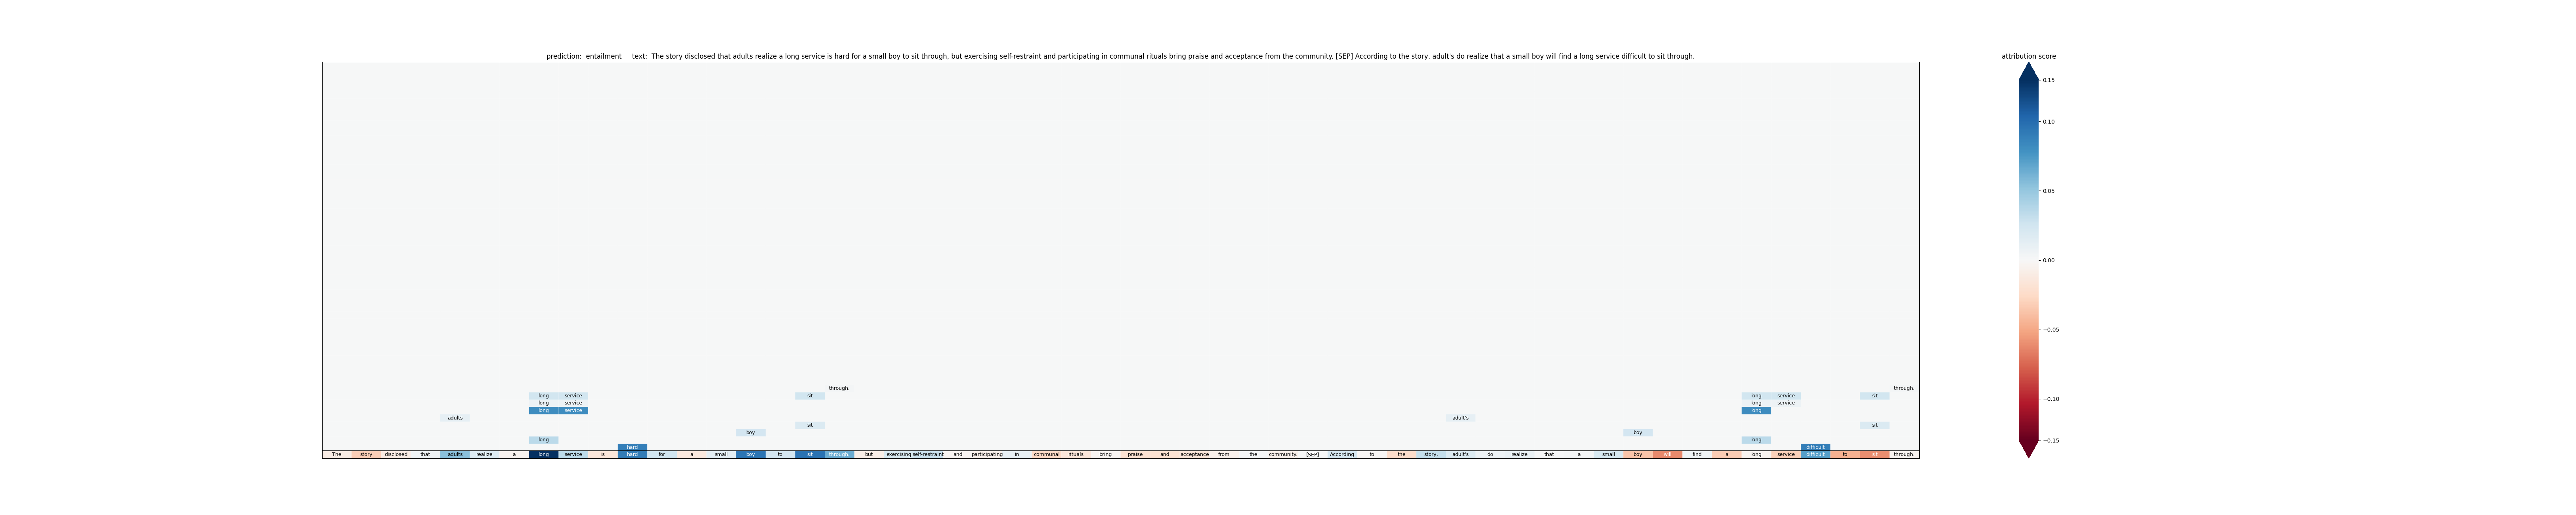 prediction: entailment text: The story disclosed that adults realize a long service is hard for a small boy to sit through, but exercising self-restraint and participating in communal rituals bring praise and acceptance from the community. [SEP] According to the story, adult's do realize that a small boy will find a long service difficult to sit through.
attribution score
0.15
0.10
0.05
0.00
−0.05
−0.10
−0.15
through, through.
long service sit long service sit
long service long service
long service long
adults adult's
sit sit
boy boy
long long
hard difficult
The story disclosed that adults realize a long service is hard for a small boy to sit through, but exercising self-restraint and participating in communal rituals bring praise and acceptance from the community. [SEP] According to the story, adult's do realize that a small boy will find a long service difficult to sit through.